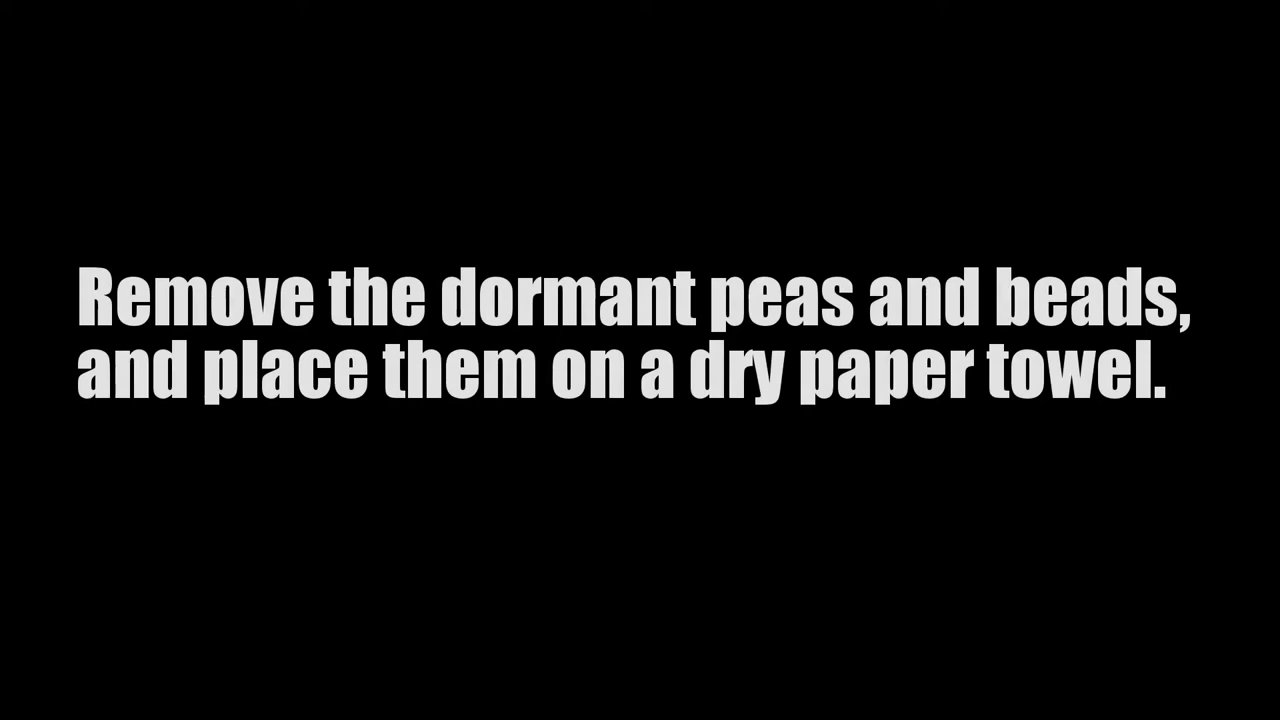 Remove the dormant peas and beads,
and place them on a dry paper towel.